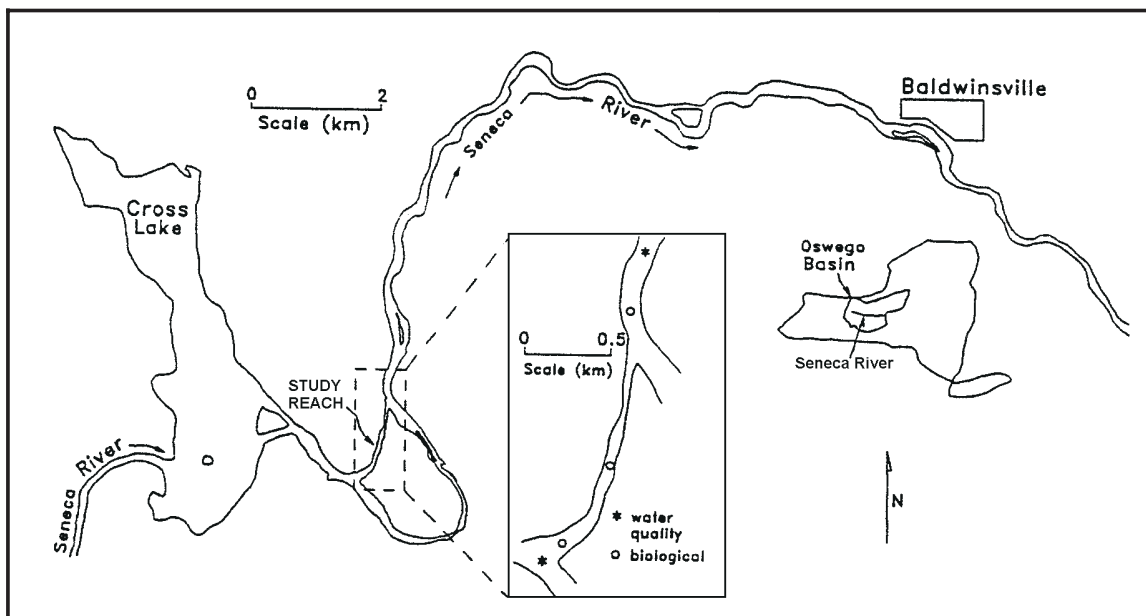 0 2
Scale (km)
Seneca River
Baldwinsville
Cross
Lake
Oswego
Basin
Seneca River
0 0.5
Scale (km)
STUDY
REACH
Seneca River
* water
quality
o biological
N